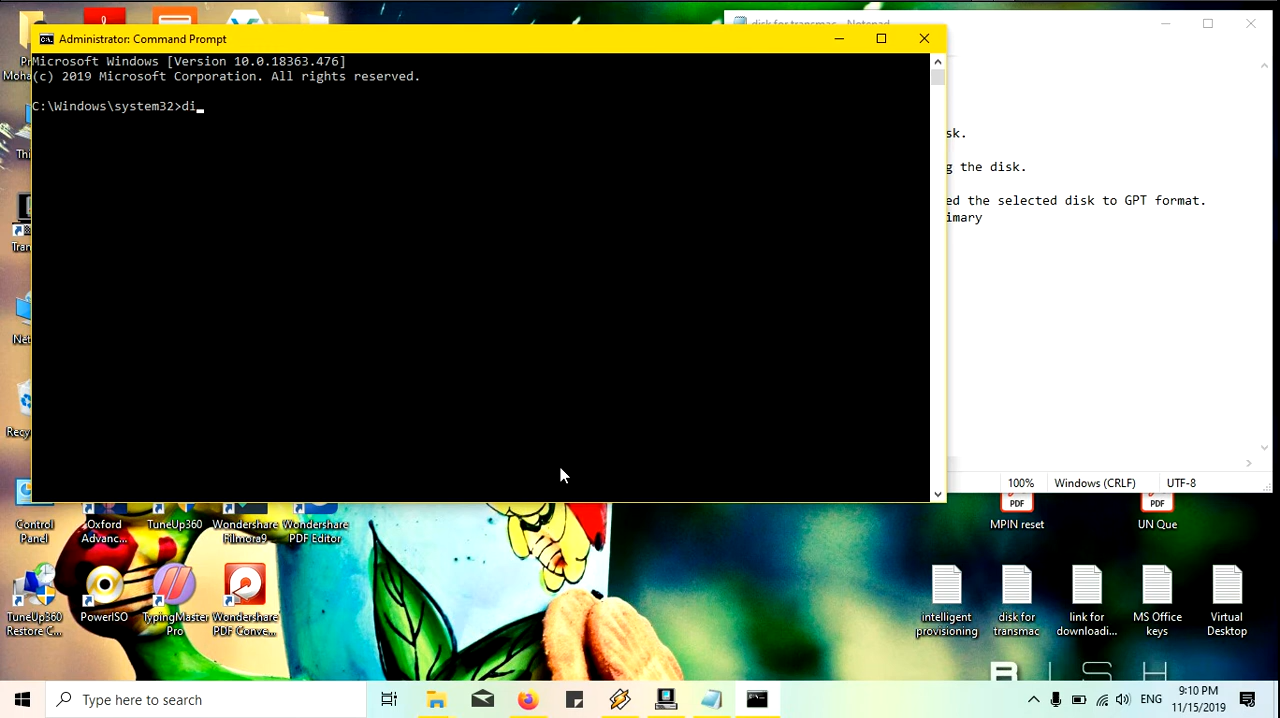 disk for transmac - Notepad
Administrator: Command Prompt
Microsoft Windows [Version 10.0.18363.476]
(c) 2019 Microsoft Corporation. All rights reserved.
C:\Windows\system32>di
sk.
g the disk.
ed the selected disk to GPT format.
imary
100%
Windows (CRLF)
UTF-8
Control Panel
Oxford Advanc...
TuneUp360
Wondershare Filmora9
Wondershare PDF Editor
PDF
MPIN reset
PDF
UN Que
TuneUp360 Restore C...
PowerISO
TypingMaster Pro
Wondershare PDF Conve...
intelligent provisioning
disk for transmac
link for downloadi...
MS Office keys
Virtual Desktop
Type here to search
ENG
9:10 PM
11/15/2019